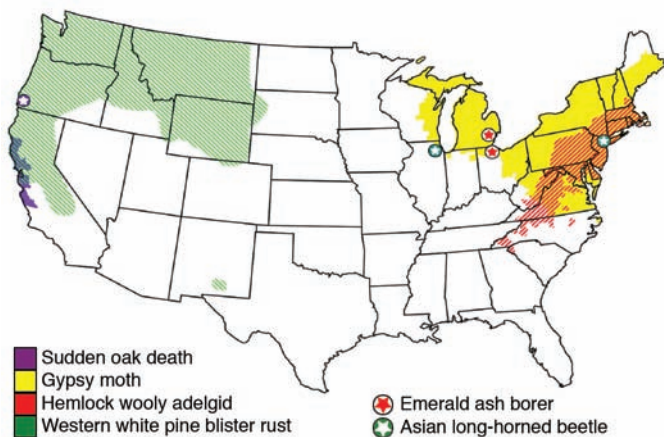 Sudden oak death
Gypsy moth
Hemlock wooly adelgid
Western white pine blister rust
Emerald ash borer
Asian long-horned beetle